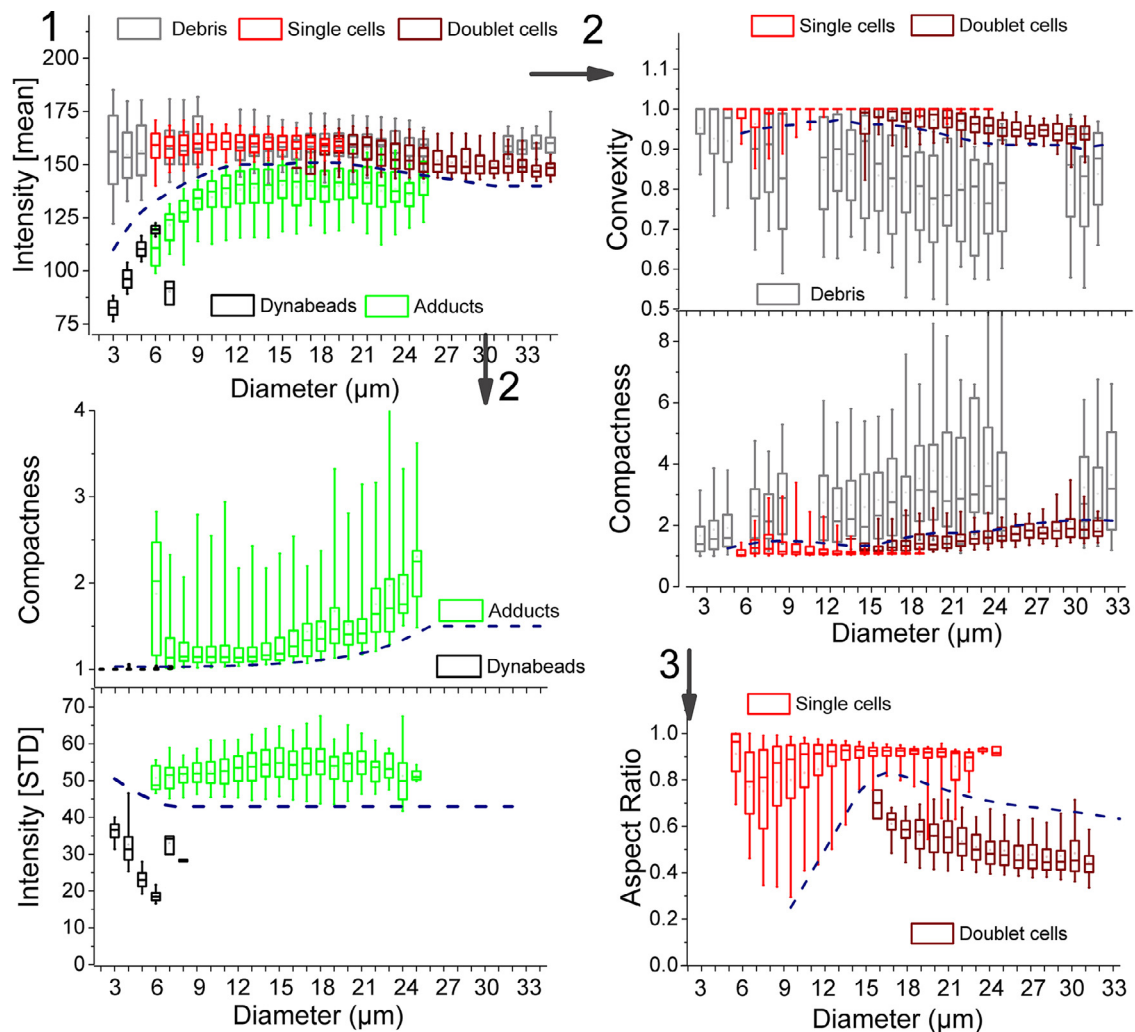 1
Debris Single cells Doublet cells
200
175
150
125
100
75
Intensity [mean]
Dynabeads Adducts
3 6 9 12 15 18 21 24 27 30 33
Diameter (µm)
2
2
Single cells Doublet cells
1.1
1.0
0.9
0.8
0.7
0.6
0.5
Convexity
Debris
8
6
4
2
0
Compactness
3 6 9 12 15 18 21 24 27 30 33
Diameter (µm)
4
3
2
1
Compactness
Adducts
Dynabeads
70
60
50
40
30
20
10
0
Intensity [STD]
3 6 9 12 15 18 21 24 27 30 33
Diameter (µm)
3
Single cells
1.0
0.8
0.6
0.4
0.2
0.0
Aspect Ratio
Doublet cells
3 6 9 12 15 18 21 24 27 30 33
Diameter (µm)